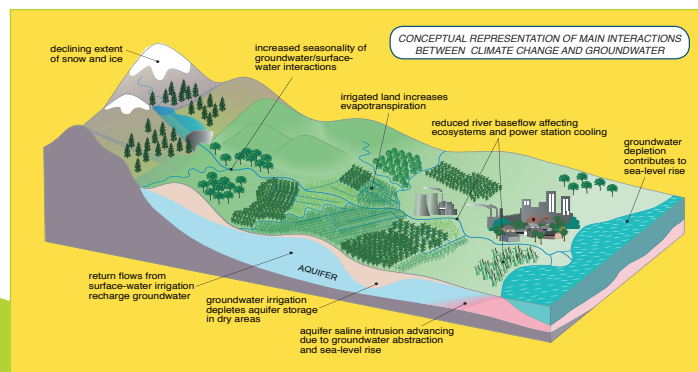 CONCEPTUAL REPRESENTATION OF MAIN INTERACTIONS
BETWEEN CLIMATE CHANGE AND GROUNDWATER
declining extent
of snow and ice
increased seasonality of
groundwater/surface-
water interactions
irrigated land increases
evapotranspiration
reduced river baseflow affecting
ecosystems and power station cooling
groundwater
depletion
contributes to
sea-level rise
AQUIFER
return flows from
surface-water irrigation
recharge groundwater
groundwater irrigation
depletes aquifer storage
in dry areas
aquifer saline intrusion advancing
due to groundwater abstraction
and sea-level rise